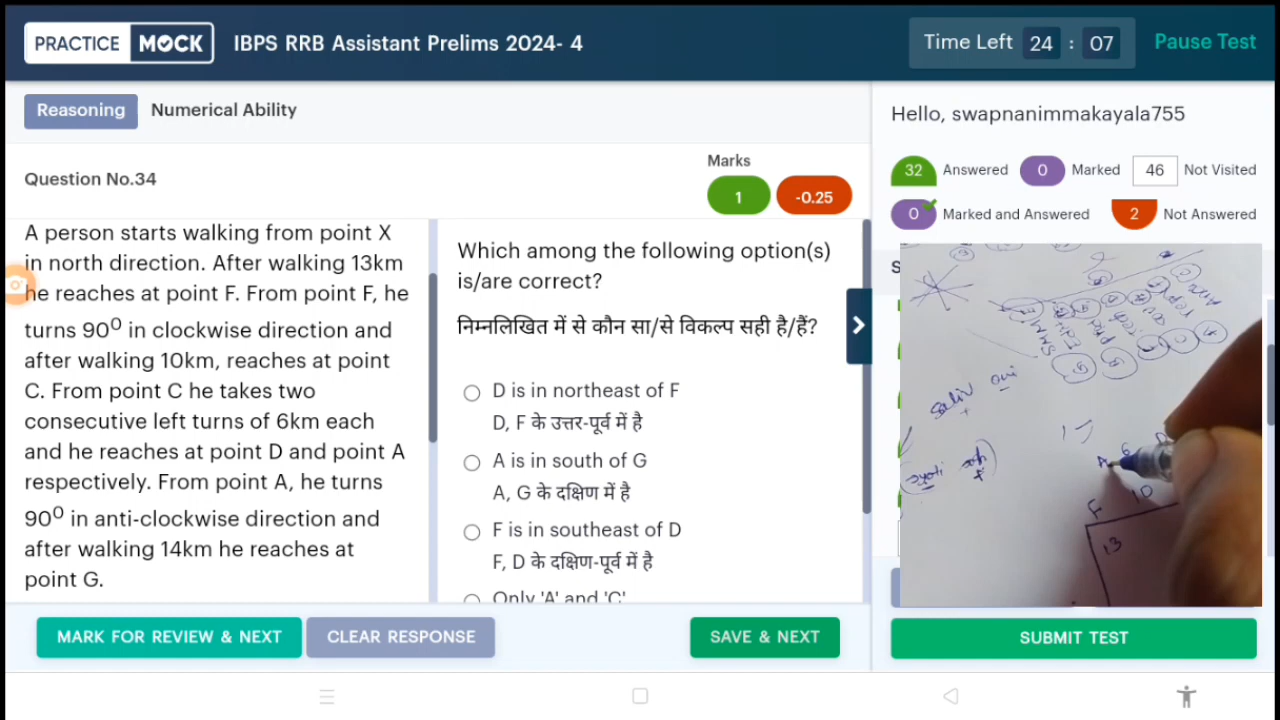 PRACTICE MOCK
IBPS RRB Assistant Prelims 2024- 4
Time Left 24 : 07
Pause Test
Reasoning
Numerical Ability
Hello, swapnanimmakayala755
Question No.34
Marks
1
-0.25
32 Answered
0 Marked
46 Not Visited
0 Marked and Answered
2 Not Answered
A person starts walking from point X
in north direction. After walking 13km
he reaches at point F. From point F, he
turns 90⁰ in clockwise direction and
after walking 10km, reaches at point
C. From point C he takes two
consecutive left turns of 6km each
and he reaches at point D and point A
respectively. From point A, he turns
90⁰ in anti-clockwise direction and
after walking 14km he reaches at
point G.
Which among the following option(s)
is/are correct?
निम्नलिखित में से कौन सा/से विकल्प सही है/हैं?
D is in northeast of F
D, F के उत्तर-पूर्व में है
A is in south of G
A, G के दक्षिण में है
F is in southeast of D
F, D के दक्षिण-पूर्व में है
Only 'A' and 'C'
S
A 6
F 10
13
MARK FOR REVIEW & NEXT
CLEAR RESPONSE
SAVE & NEXT
SUBMIT TEST